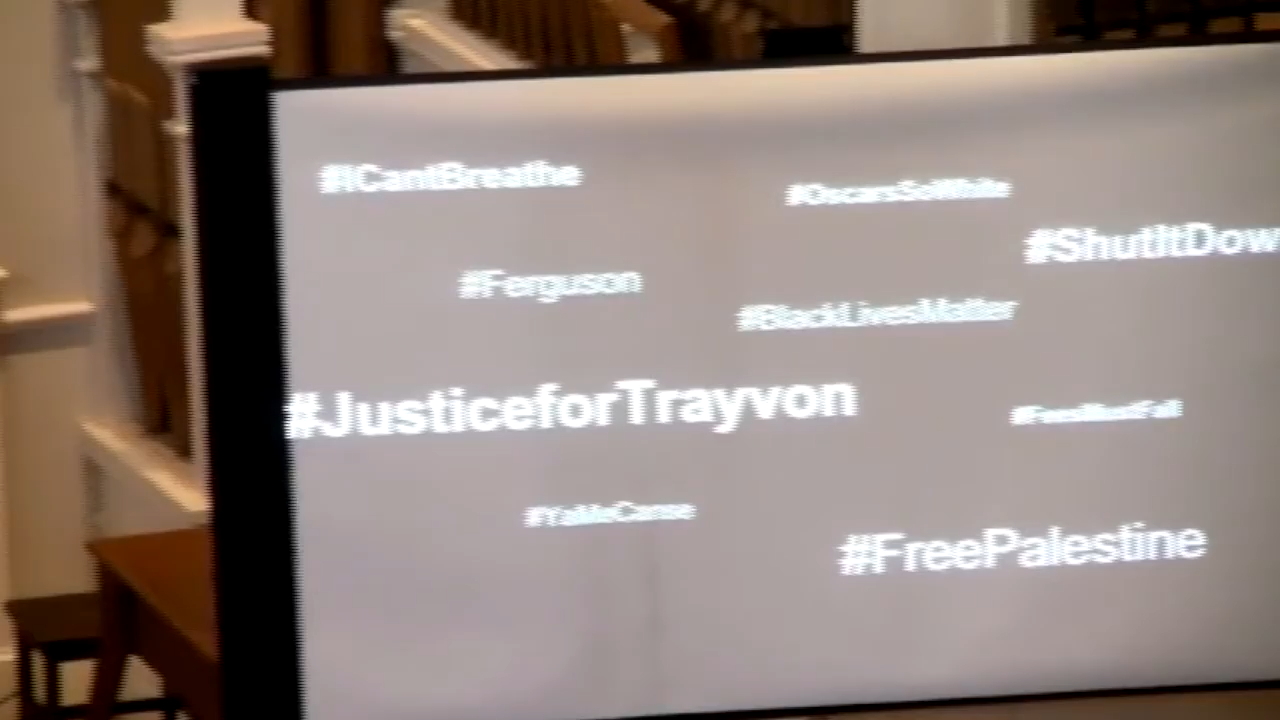 #ICantBreathe
#OscarsSoWhite
#ShutItDow
#Ferguson
#BlackLivesMatter
#JusticeforTrayvon
#FreePalestine